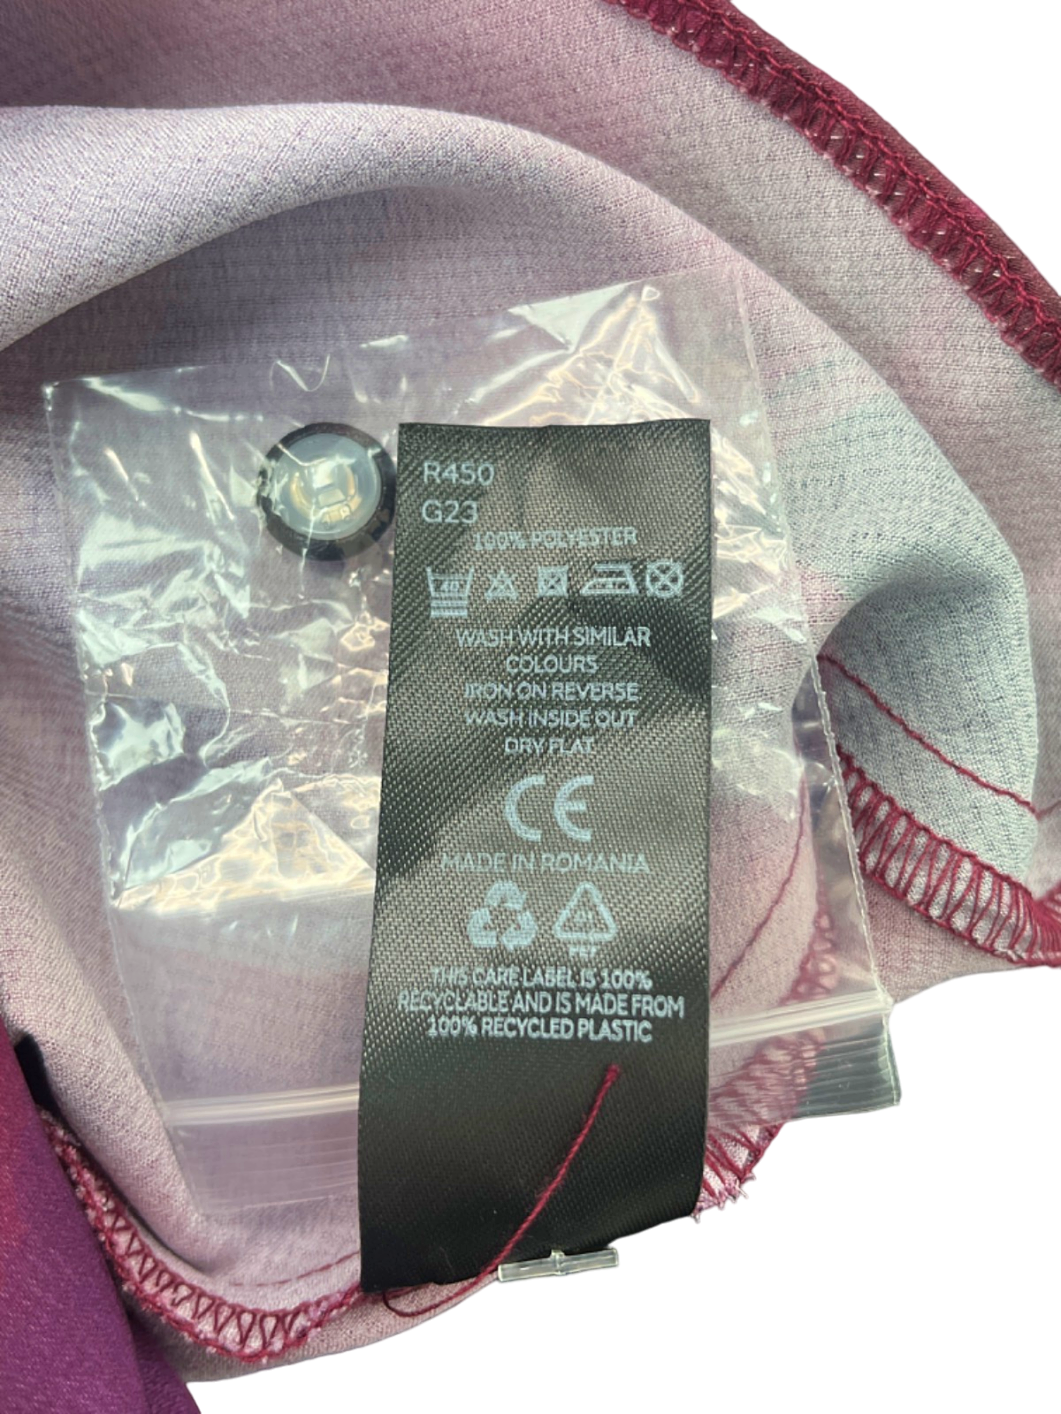 R450
G23
100% POLYESTER
40
WASH WITH SIMILAR
COLOURS
IRON ON REVERSE
WASH INSIDE OUT
DRY FLAT
CE
MADE IN ROMANIA
THIS CARE LABEL IS 100%
RECYCLABLE AND IS MADE FROM
100% RECYCLED PLASTIC